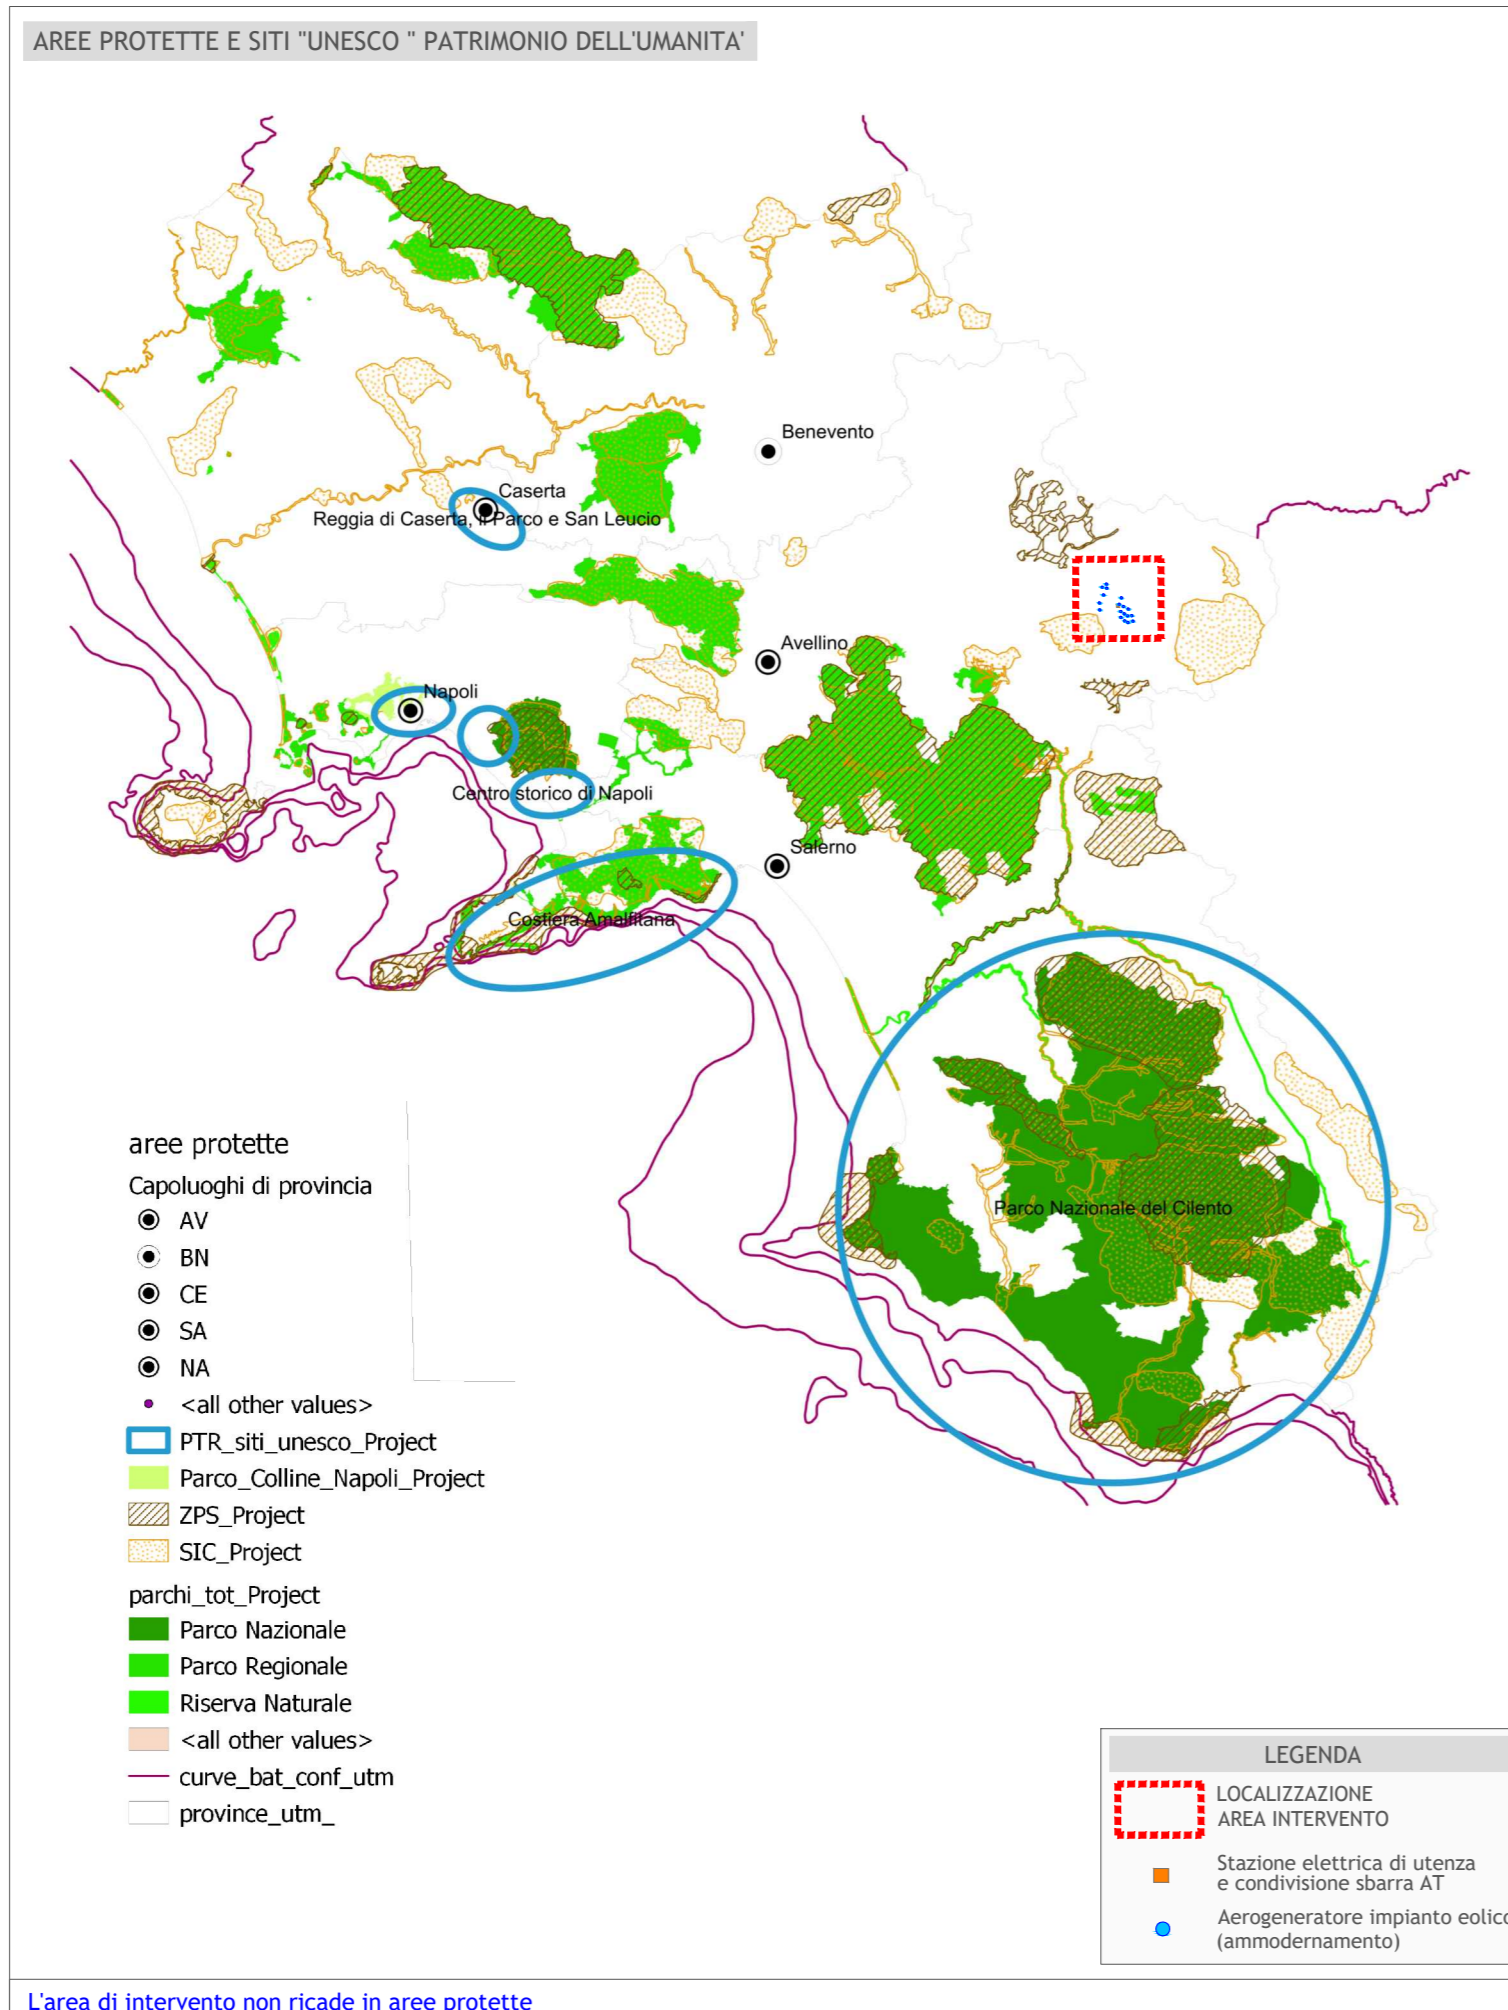 AREE PROTETTE E SITI "UNESCO " PATRIMONIO DELL'UMANITA'
Benevento
Caserta
Reggia di Caserta, il Parco e San Leucio
Avellino
Napoli
Centro storico di Napoli
Salerno
Costiera Amalfitana
Parco Nazionale del Cilento
aree protette
Capoluoghi di provincia
AV
BN
CE
SA
NA
<all other values>
PTR_siti_unesco_Project
Parco_Colline_Napoli_Project
ZPS_Project
SIC_Project
parchi_tot_Project
Parco Nazionale
Parco Regionale
Riserva Naturale
<all other values>
curve_bat_conf_utm
province_utm_
LEGENDA
LOCALIZZAZIONE
AREA INTERVENTO
Stazione elettrica di utenza
e condivisione sbarra AT
Aerogeneratore impianto eolico
(ammodernamento)
L'area di intervento non ricade in aree protette